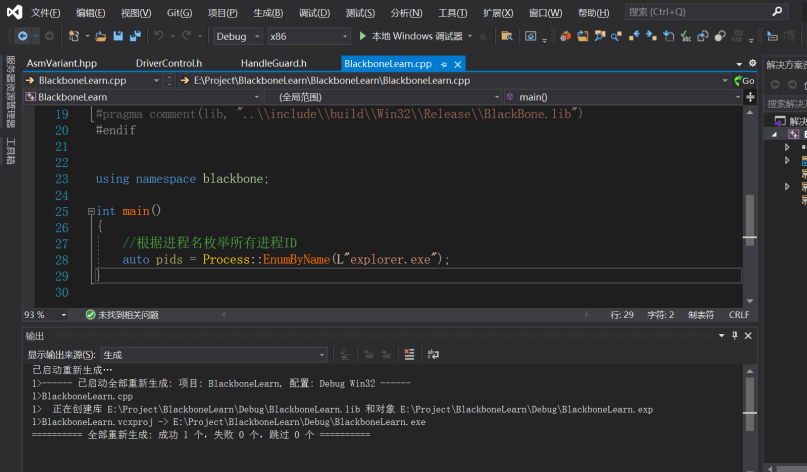 文件(F) 编辑(E) 视图(V) Git(G) 项目(P) 生成(B) 调试(D) 测试(S) 分析(N) 工具(T) 扩展(X) 窗口(W) 帮助(H) 搜索 (Ctrl+Q)
Debug x86 本地 Windows 调试器
服务器资源管理器
工具箱
AsmVariant.hpp DriverControl.h HandleGuard.h BlackboneLearn.cpp
BlackboneLearn.cpp E:\Project\BlackboneLearn\BlackboneLearn\BlackboneLearn.cpp Go
BlackboneLearn (全局范围) main()
19 #pragma comment(lib, "..\\include\\build\\Win32\\Release\\BlackBone.lib")
20 #endif
21
22
23 using namespace blackbone;
24
25 int main()
26 {
27 //根据进程名枚举所有进程ID
28 auto pids = Process::EnumByName(L"explorer.exe");
29 }
30
93 % 未找到相关问题 行: 29 字符: 2 制表符 CRLF
输出
显示输出来源(S): 生成
已启动重新生成…
1>------ 已启动全部重新生成: 项目: BlackboneLearn, 配置: Debug Win32 ------
1>BlackboneLearn.cpp
1> 正在创建库 E:\Project\BlackboneLearn\Debug\BlackboneLearn.lib 和对象 E:\Project\BlackboneLearn\Debug\BlackboneLearn.exp
1>BlackboneLearn.vcxproj -> E:\Project\BlackboneLearn\Debug\BlackboneLearn.exe
========== 全部重新生成: 成功 1 个，失败 0 个，跳过 0 个 ==========
解决方案资
搜索解决方
解决